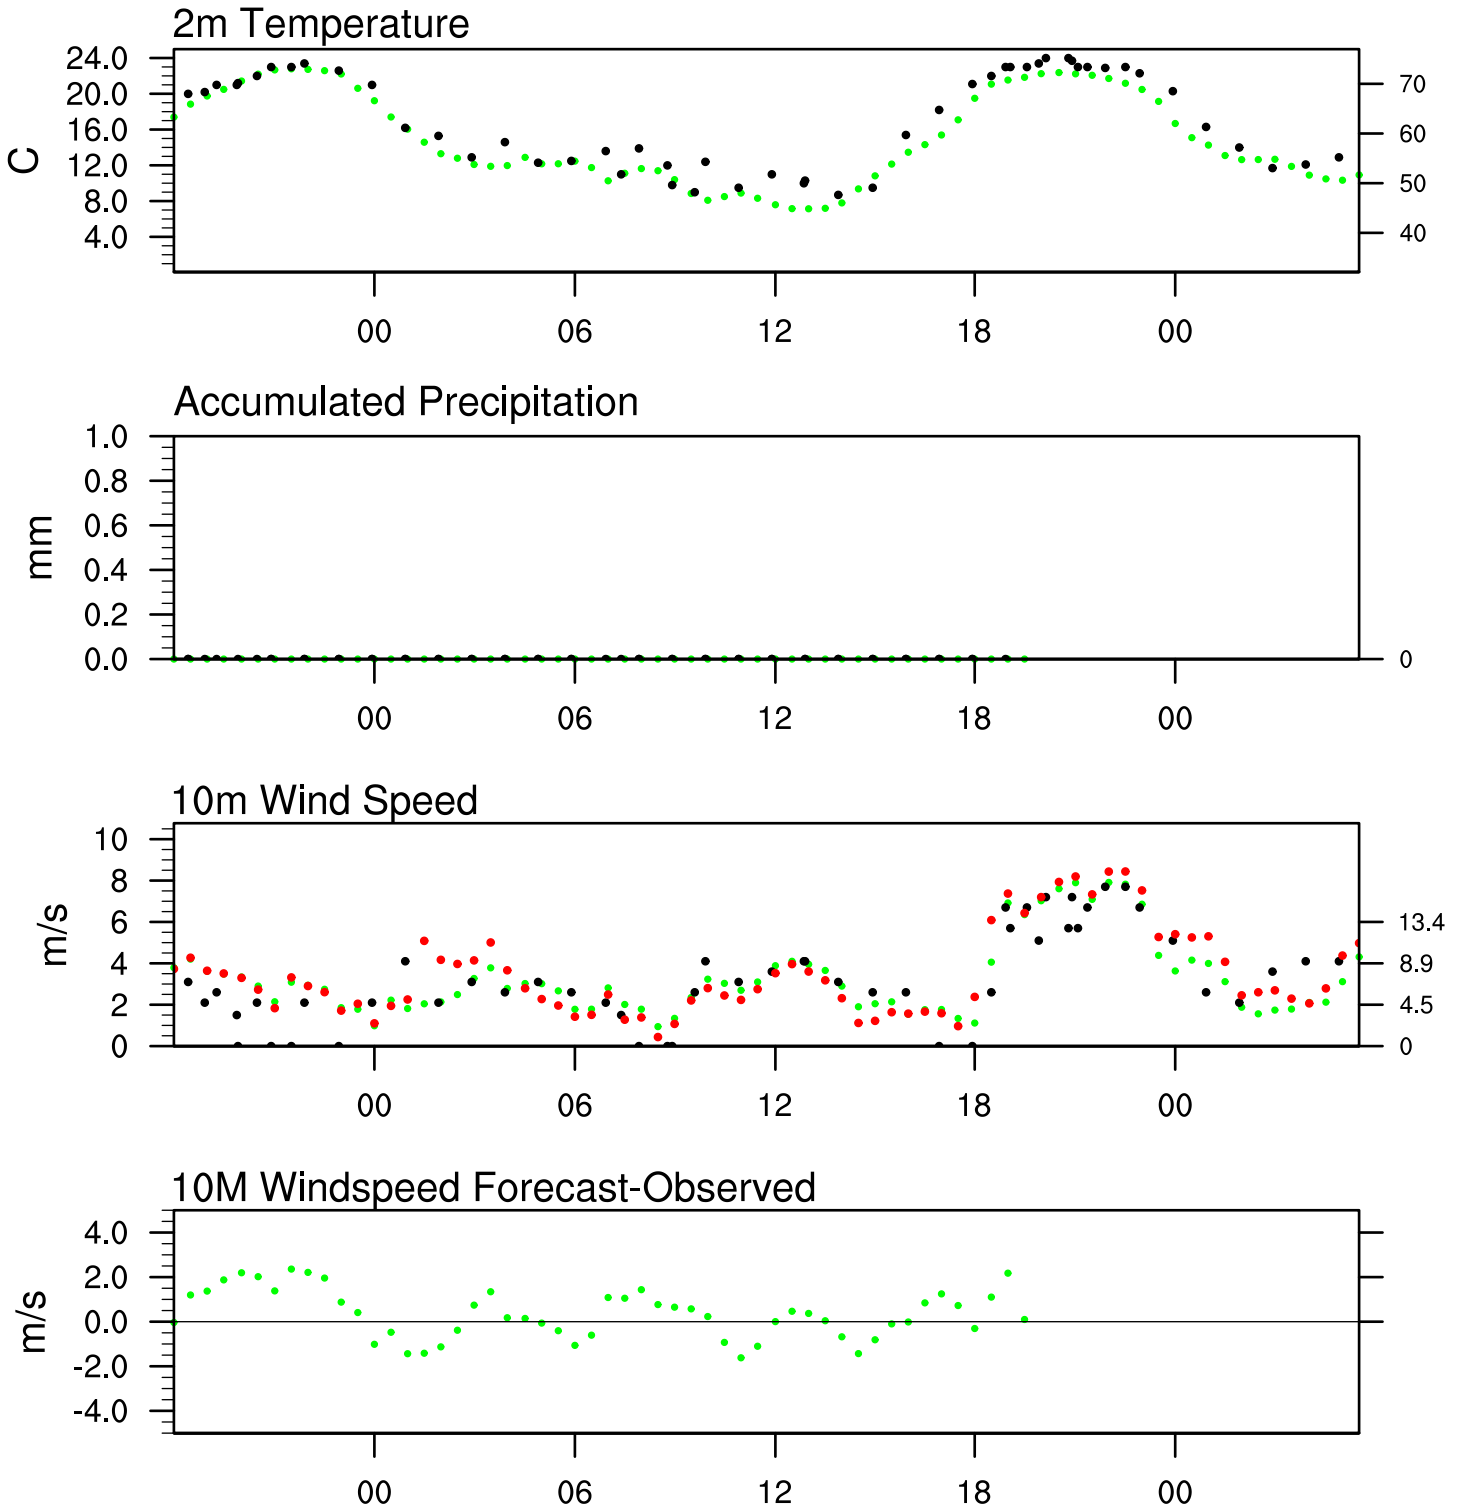 2m Temperature
24.0
20.0
16.0
12.0
8.0
4.0
C
70
60
50
40
00 06 12 18 00
Accumulated Precipitation
1.0
0.8
0.6
0.4
0.2
0.0
mm
0
00 06 12 18 00
10m Wind Speed
10
8
6
4
2
0
m/s
13.4
8.9
4.5
0
00 06 12 18 00
10M Windspeed Forecast-Observed
4.0
2.0
0.0
-2.0
-4.0
m/s
00 06 12 18 00